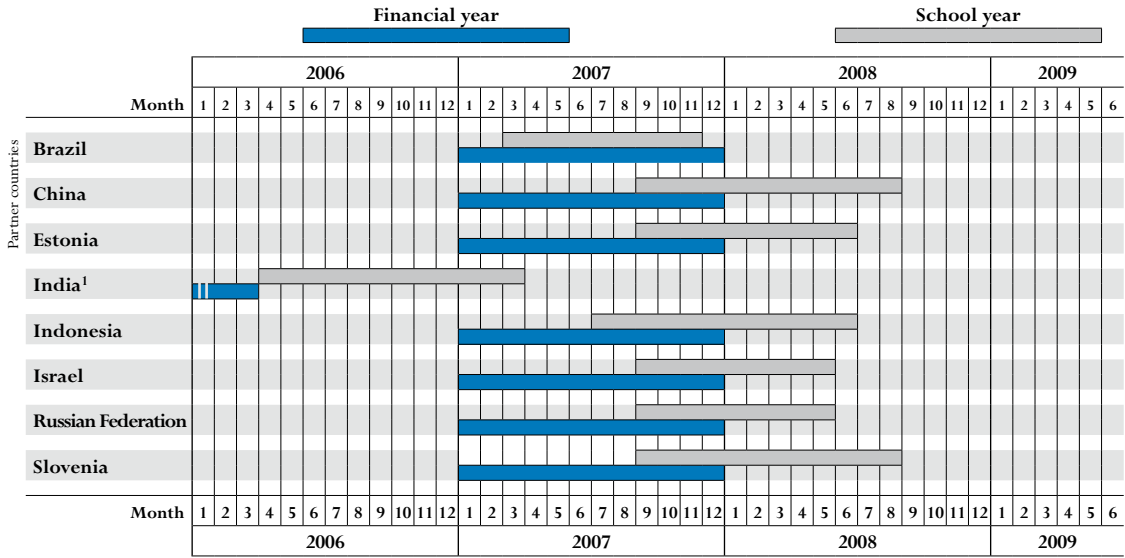 Financial year School year
2006 2007 2008 2009
Month 1 2 3 4 5 6 7 8 9 10 11 12 1 2 3 4 5 6 7 8 9 10 11 12 1 2 3 4 5 6 7 8 9 10 11 12 1 2 3 4 5 6
Partner countries
Brazil
China
Estonia
India¹
Indonesia
Israel
Russian Federation
Slovenia
Month 1 2 3 4 5 6 7 8 9 10 11 12 1 2 3 4 5 6 7 8 9 10 11 12 1 2 3 4 5 6 7 8 9 10 11 12 1 2 3 4 5 6
2006 2007 2008 2009